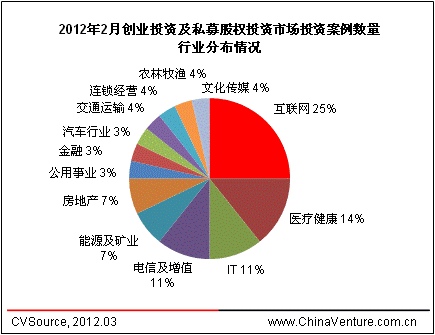 2012年2月创业投资及私募股权投资市场投资案例数量
行业分布情况
农林牧渔 4%
文化传媒 4%
连锁经营 4%
互联网 25%
交通运输 4%
汽车行业 3%
金融 3%
公用事业 3%
房地产 7%
医疗健康 14%
能源及矿业
7%
电信及增值
11%
IT 11%
CVSource, 2012.03
www.ChinaVenture.com.cn